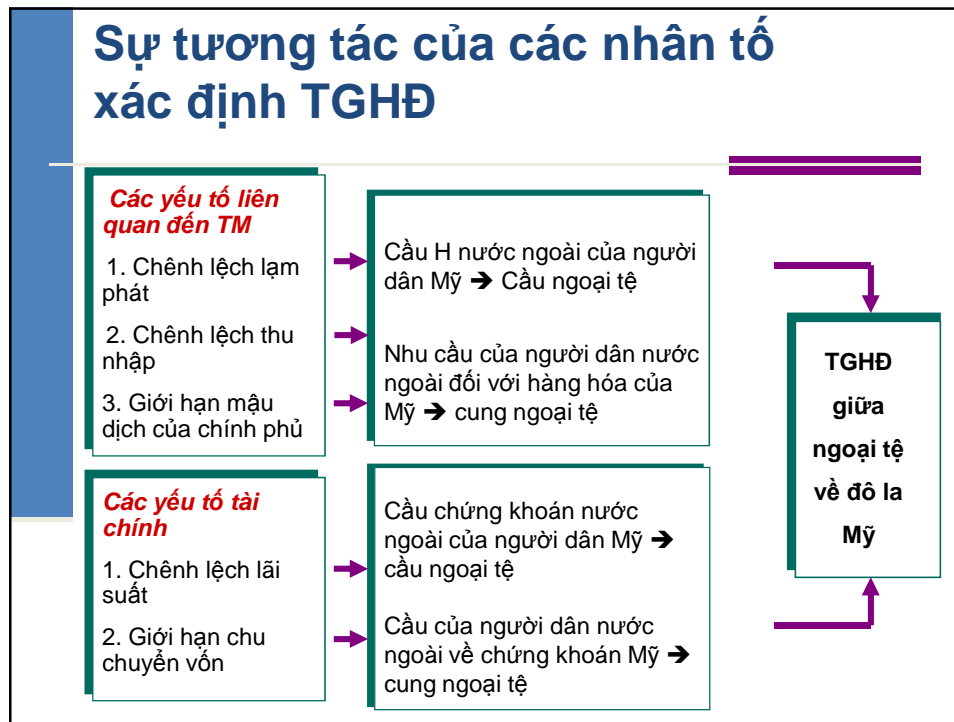 Sự tương tác của các nhân tố
xác định TGHĐ
Các yếu tố liên
quan đến TM
1. Chênh lệch lạm
phát
2. Chênh lệch thu
nhập
3. Giới hạn mậu
dịch của chính phủ
Cầu H nước ngoài của người
dân Mỹ ➔ Cầu ngoại tệ
Nhu cầu của người dân nước
ngoài đối với hàng hóa của
Mỹ ➔ cung ngoại tệ
Các yếu tố tài
chính
1. Chênh lệch lãi
suất
2. Giới hạn chu
chuyển vốn
Cầu chứng khoán nước
ngoài của người dân Mỹ ➔
cầu ngoại tệ
Cầu của người dân nước
ngoài về chứng khoán Mỹ ➔
cung ngoại tệ
TGHĐ
giữa
ngoại tệ
về đô la
Mỹ